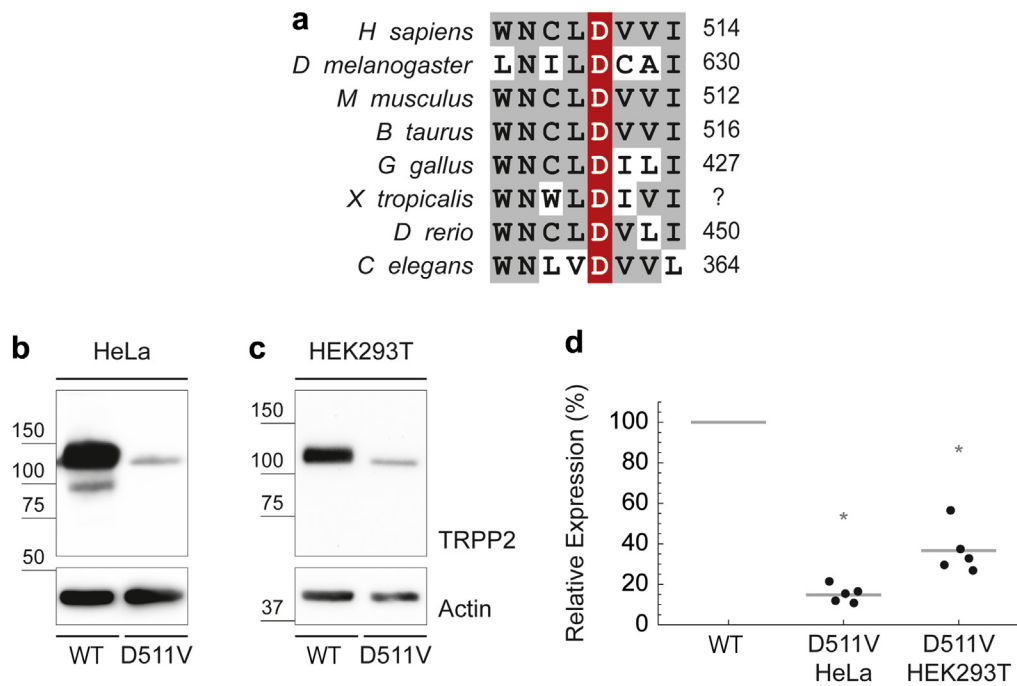 a
H sapiens WNCLDVVI 514
D melanogaster LNILDCAI 630
M musculus WNCLDVVI 512
B taurus WNCLDVVI 516
G gallus WNCLDILI 427
X tropicalis WNWLDIVI ?
D rerio WNCLDVLI 450
C elegans WNLVDVVL 364
b HeLa
150
100
75
50
WT D511V
c HEK293T
150
100
75
37
TRPP2
Actin
WT D511V
d
Relative Expression (%)
100
80
60
40
20
0
* *
WT D511V D511V
HeLa HEK293T